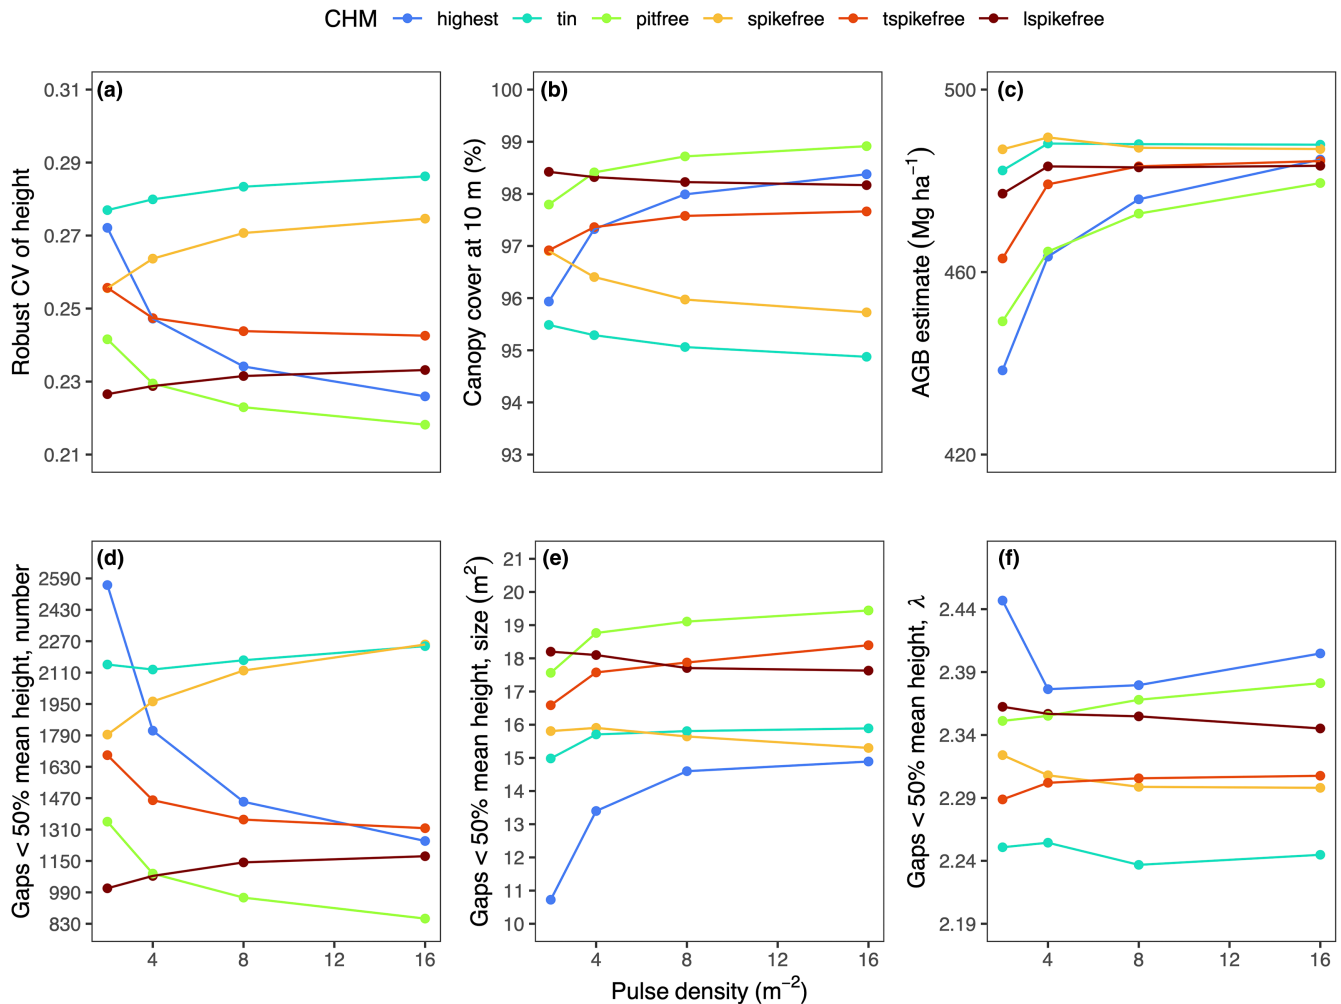 CHM highest tin pitfree spikefree tspikefree lspikefree
(a)
Robust CV of height
0.31
0.29
0.27
0.25
0.23
0.21
(b)
Canopy cover at 10 m (%)
100
99
98
97
96
95
94
93
(c)
AGB estimate (Mg ha⁻¹)
500
460
420
(d)
Gaps < 50% mean height, number
2590
2430
2270
2110
1950
1790
1630
1470
1310
1150
990
830
4 8 12 16
(e)
Gaps < 50% mean height, size (m²)
21
20
19
18
17
16
15
14
13
12
11
10
4 8 12 16
(f)
Gaps < 50% mean height, λ
2.44
2.39
2.34
2.29
2.24
2.19
4 8 12 16
Pulse density (m⁻²)